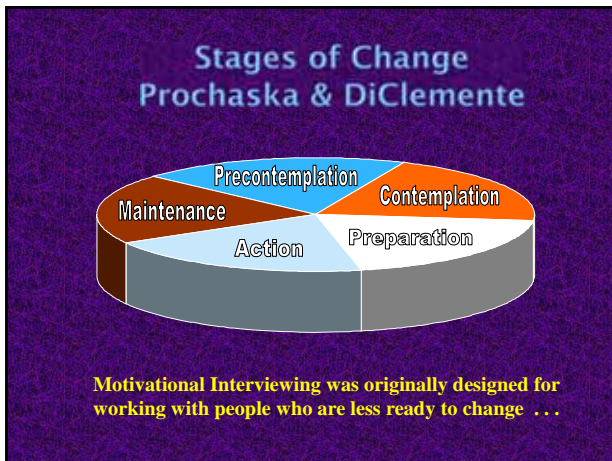 Stages of Change
Prochaska & DiClemente
Precontemplation
Contemplation
Maintenance
Preparation
Action
Motivational Interviewing was originally designed for
working with people who are less ready to change . . .